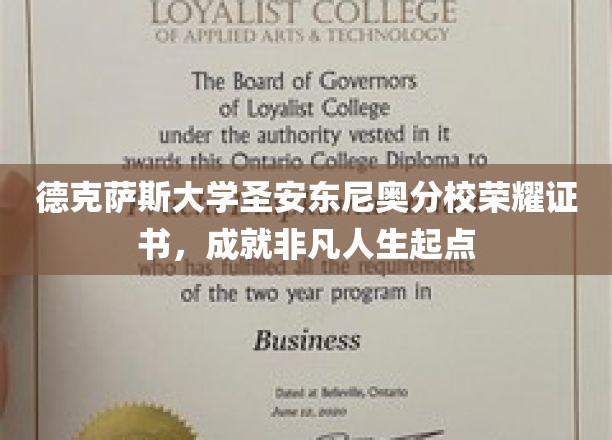 LOYALIST COLLEGE
OF APPLIED ARTS & TECHNOLOGY
The Board of Governors
of Loyalist College
under the authority vested in it
awards this Ontario College Diploma to
德克萨斯大学圣安东尼奥分校荣耀证
书，成就非凡人生起点
who has fulfilled all the requirements
of the two year program in
Business
Dated at Belleville, Ontario
June 12, 2020